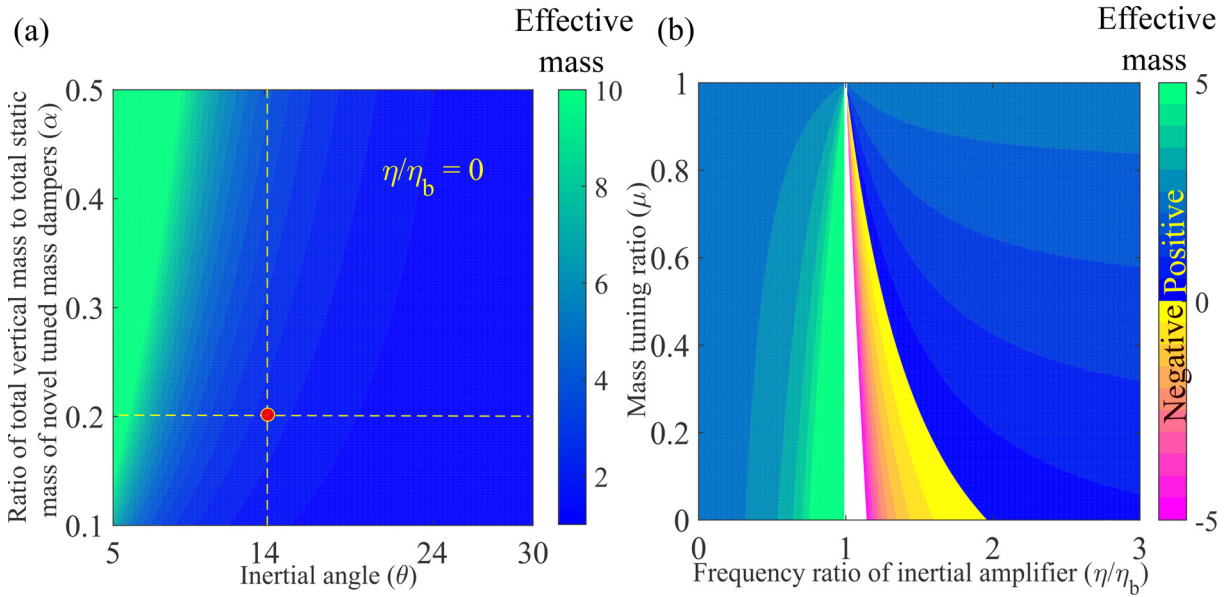 (a)
Effective
mass
Ratio of total vertical mass to total static
mass of novel tuned mass dampers (α)
0.5
0.4
0.3
0.2
0.1
η/η_b = 0
5
14
24
30
Inertial angle (θ)
10
8
6
4
2
(b)
Effective
mass
Mass tuning ratio (μ)
1
0.8
0.6
0.4
0.2
0
0
1
2
3
Frequency ratio of inertial amplifier (η/η_b)
5
0
-5
Negative Positive